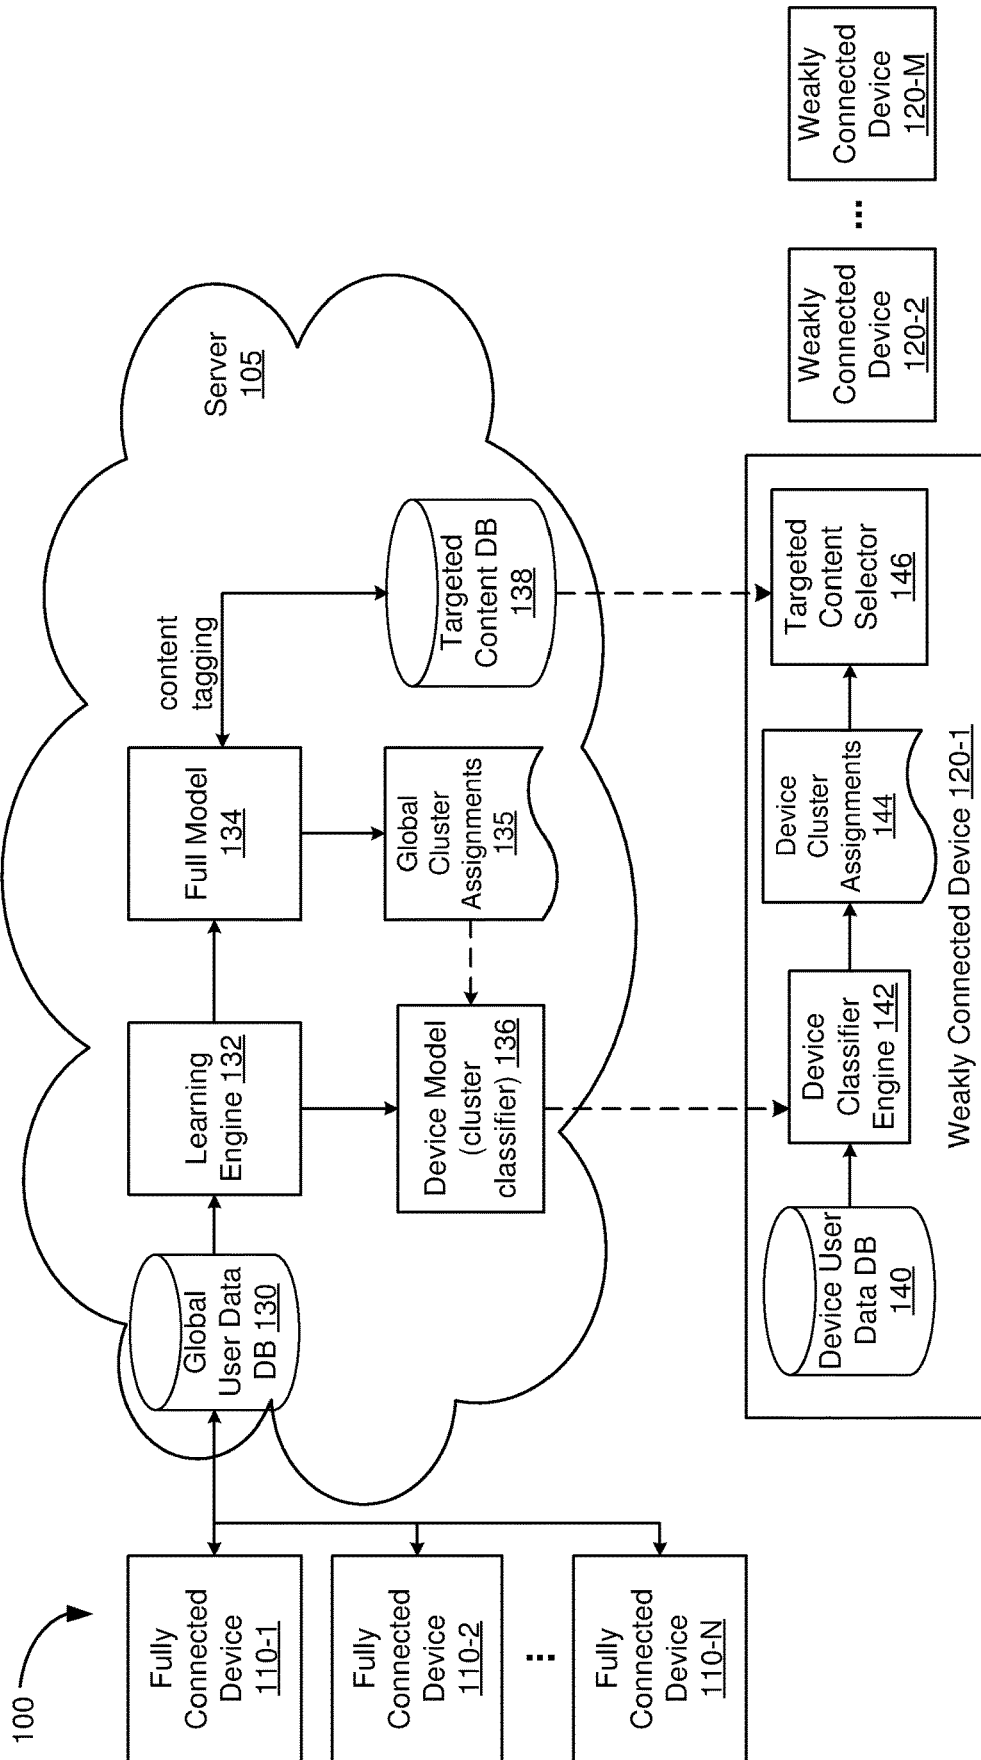 100
Fully
Connected
Device
110-1
Fully
Connected
Device
110-2
...
Fully
Connected
Device
110-N
Server
105
Global
User Data
DB 130
Learning
Engine 132
Full Model
134
content
tagging
Device Model
(cluster
classifier) 136
Global
Cluster
Assignments
135
Targeted
Content DB
138
Device User
Data DB
140
Device
Classifier
Engine 142
Device
Cluster
Assignments
144
Targeted
Content
Selector
146
Weakly Connected Device 120-1
Weakly
Connected
Device
120-2
...
Weakly
Connected
Device
120-M